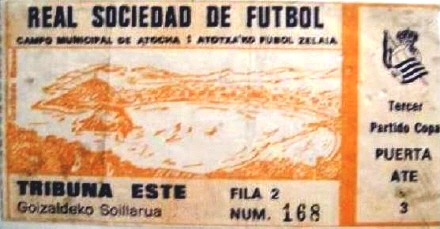 REAL SOCIEDAD DE FUTBOL
CAMPO MUNICIPAL DE ATOCHA : ATOTXA'KO FUBOL ZELAIA
Tercer
Partido Copa
PUERTA
ATE
3
TRIBUNA ESTE
Goizaldeko Soillarua
FILA 2
NUM. 168